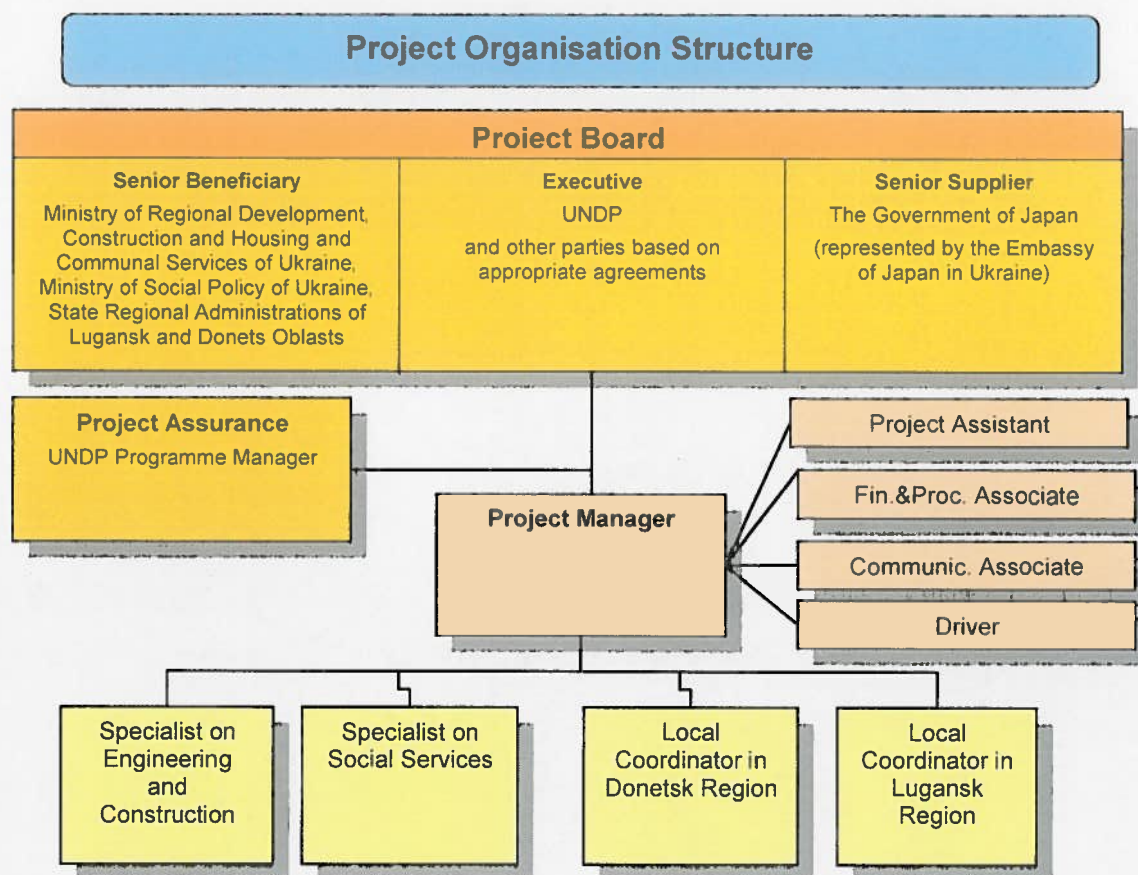 Project Organisation Structure
Project Board
Senior Beneficiary
Ministry of Regional Development,
Construction and Housing and
Communal Services of Ukraine,
Ministry of Social Policy of Ukraine,
State Regional Administrations of
Lugansk and Donets Oblasts
Executive
UNDP
and other parties based on
appropriate agreements
Senior Supplier
The Government of Japan
(represented by the Embassy
of Japan in Ukraine)
Project Assurance
UNDP Programme Manager
Project Manager
Project Assistant
Fin.&Proc. Associate
Communic. Associate
Driver
Specialist on
Engineering
and
Construction
Specialist on
Social Services
Local
Coordinator in
Donetsk Region
Local
Coordinator in
Lugansk
Region